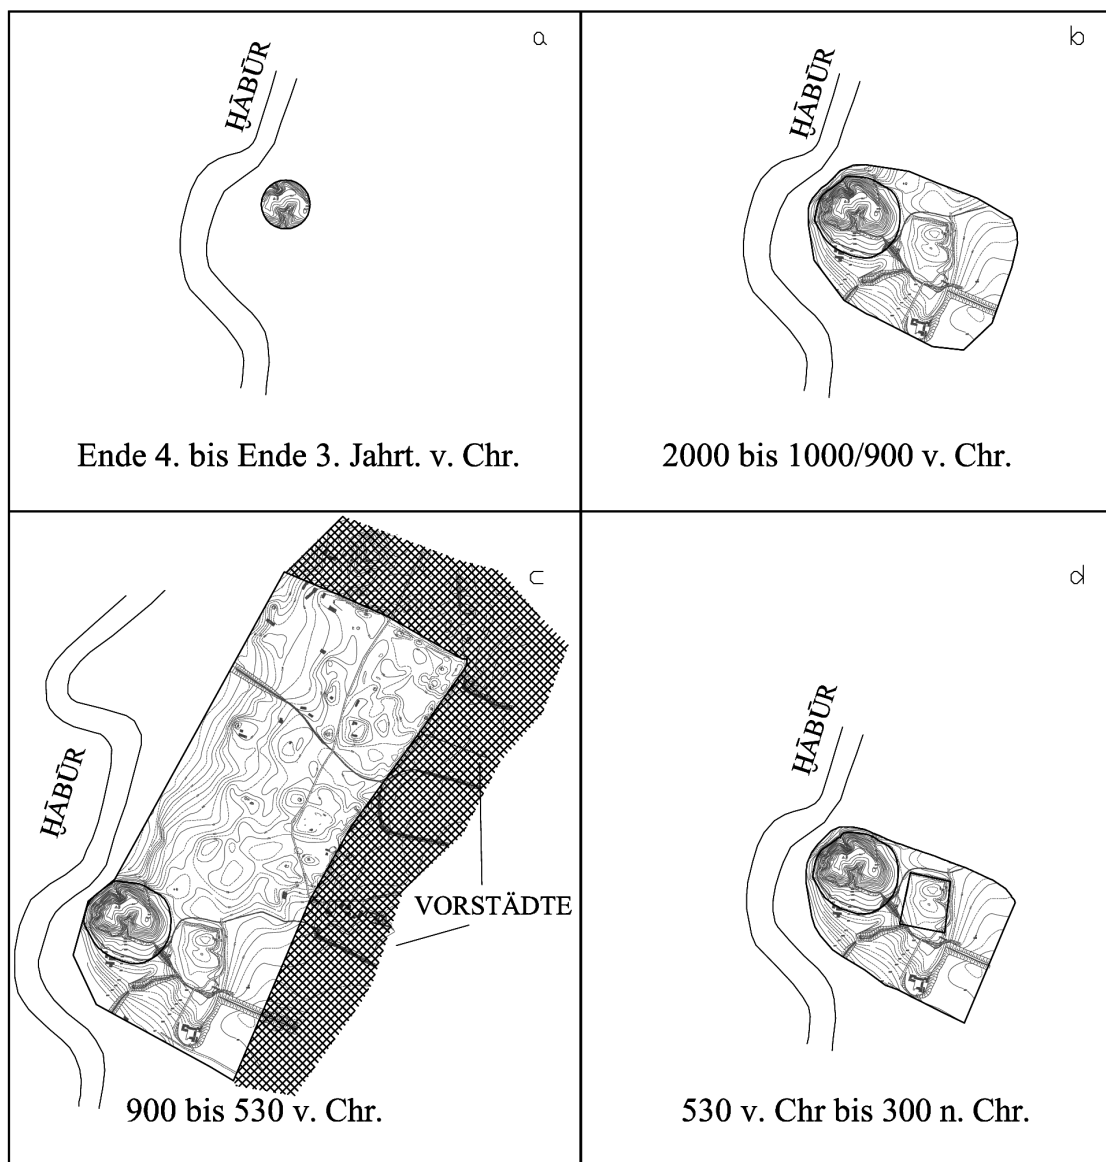 a
ḪĀBŪR
Ende 4. bis Ende 3. Jahrt. v. Chr.
b
ḪĀBŪR
2000 bis 1000/900 v. Chr.
c
ḪĀBŪR
VORSTÄDTE
900 bis 530 v. Chr.
d
ḪĀBŪR
530 v. Chr bis 300 n. Chr.